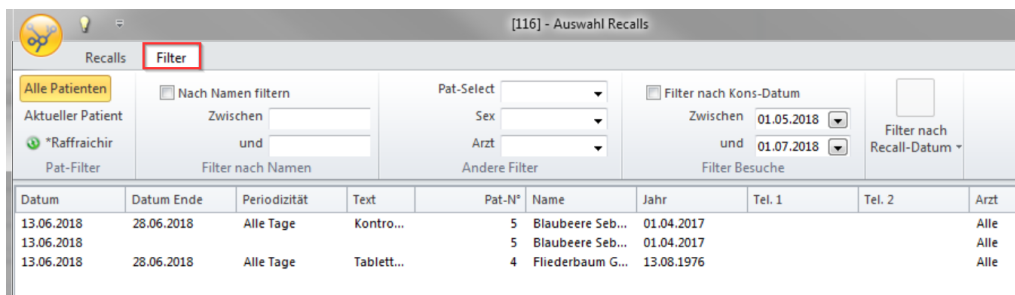 [116] - Auswahl Recalls
Recalls Filter
Alle Patienten
Aktueller Patient
*Raffraichir
Pat-Filter
Nach Namen filtern
Zwischen
und
Filter nach Namen
Pat-Select
Sex
Arzt
Andere Filter
Filter nach Kons-Datum
Zwischen 01.05.2018
und 01.07.2018
Filter Besuche
Filter nach
Recall-Datum
Datum Datum Ende Periodizität Text Pat-N° Name Jahr Tel. 1 Tel. 2 Arzt
13.06.2018 28.06.2018 Alle Tage Kontro... 5 Blaubeere Seb... 01.04.2017 Alle
13.06.2018 5 Blaubeere Seb... 01.04.2017 Alle
13.06.2018 28.06.2018 Alle Tage Tablett... 4 Fliederbaum G... 13.08.1976 Alle